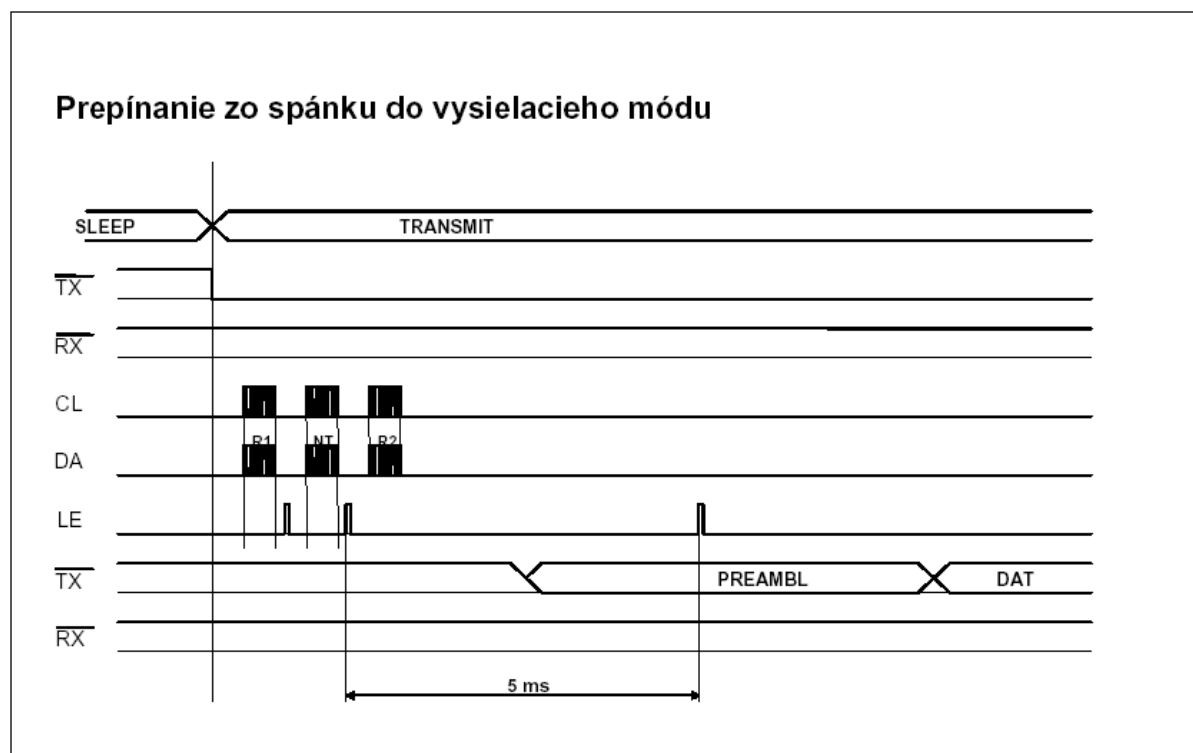 Prepínanie zo spánku do vysielacieho módu
SLEEP TRANSMIT
TX
RX
CL
R1 NT R2
DA
LE
TX PREAMBL DAT
RX
5 ms